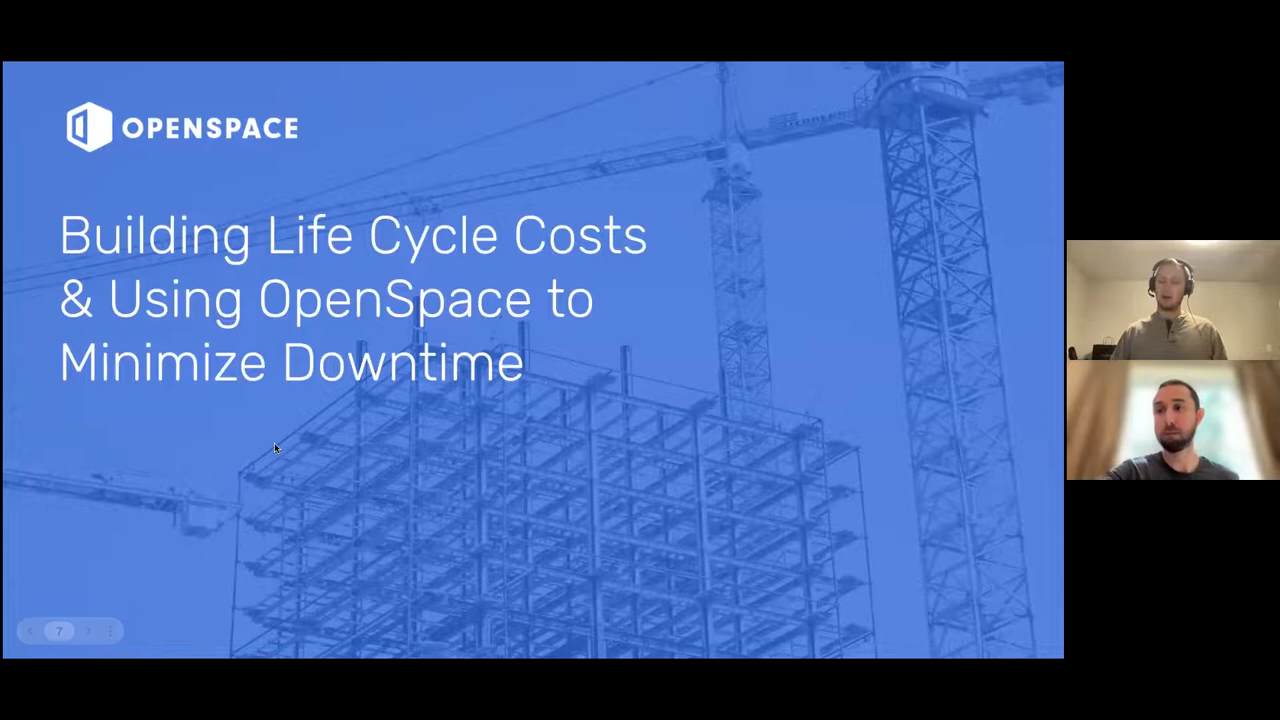 OPENSPACE
Building Life Cycle Costs
& Using OpenSpace to
Minimize Downtime
7